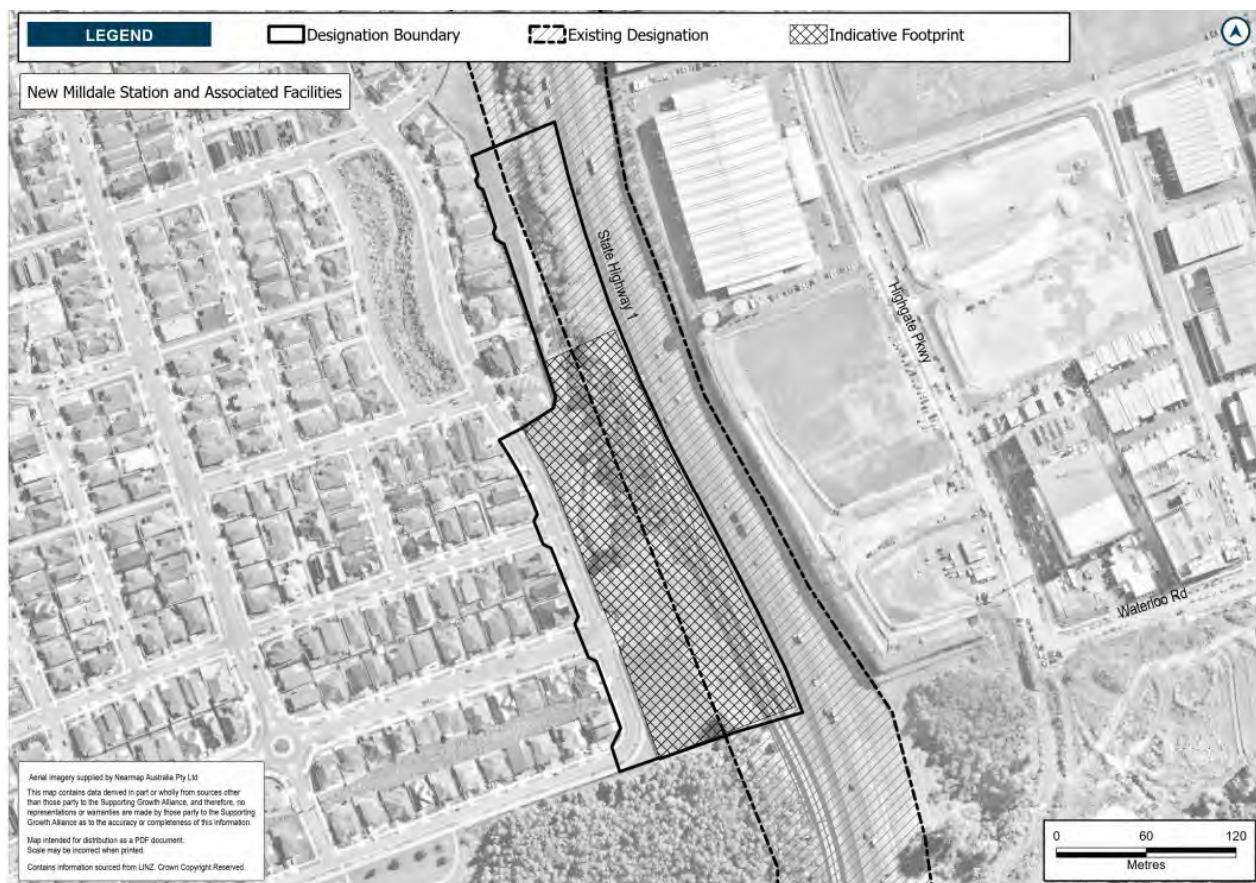 LEGEND
Designation Boundary
Existing Designation
Indicative Footprint
New Milldale Station and Associated Facilities
State Highway 1
Highgate Pkwy
Waterloo Rd
Aerial imagery supplied by Nearmap Australia Pty Ltd
This map contains data derived in part or wholly from sources other
than those party to the Supporting Growth Alliance, and therefore, no
representations or warranties are made by those party to the Supporting
Growth Alliance as to the accuracy or completeness of this information.
Map intended for distribution as a PDF document.
Scale may be incorrect when printed.
Contains information sourced from LINZ. Crown Copyright Reserved.
0 60 120
Metres